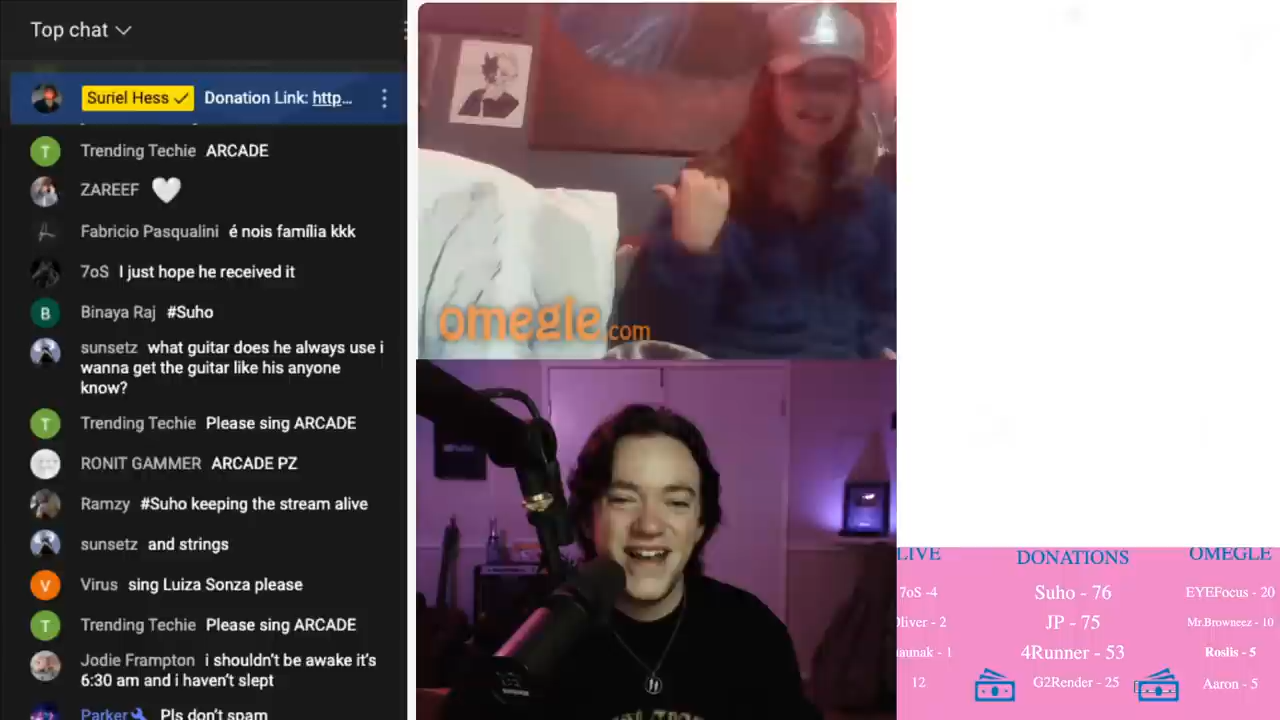 Top chat
Suriel Hess Donation Link: http...
Trending Techie ARCADE
ZAREEF
Fabricio Pasqualini é nois família kkk
7oS I just hope he received it
Binaya Raj #Suho
sunsetz what guitar does he always use i
wanna get the guitar like his anyone
know?
Trending Techie Please sing ARCADE
RONIT GAMMER ARCADE PZ
Ramzy #Suho keeping the stream alive
sunsetz and strings
Virus sing Luiza Sonza please
Trending Techie Please sing ARCADE
Jodie Frampton i shouldn't be awake it's
6:30 am and i haven't slept
Parker Pls don't spam
T
B
T
V
T
omegle.com
LIVE
7oS -4
Oliver - 2
aunak - 1
12
DONATIONS
Suho - 76
JP - 75
4Runner - 53
G2Render - 25
OMEGLE
EYEFocus - 20
Mr.Browneez - 10
Roslis - 5
Aaron - 5